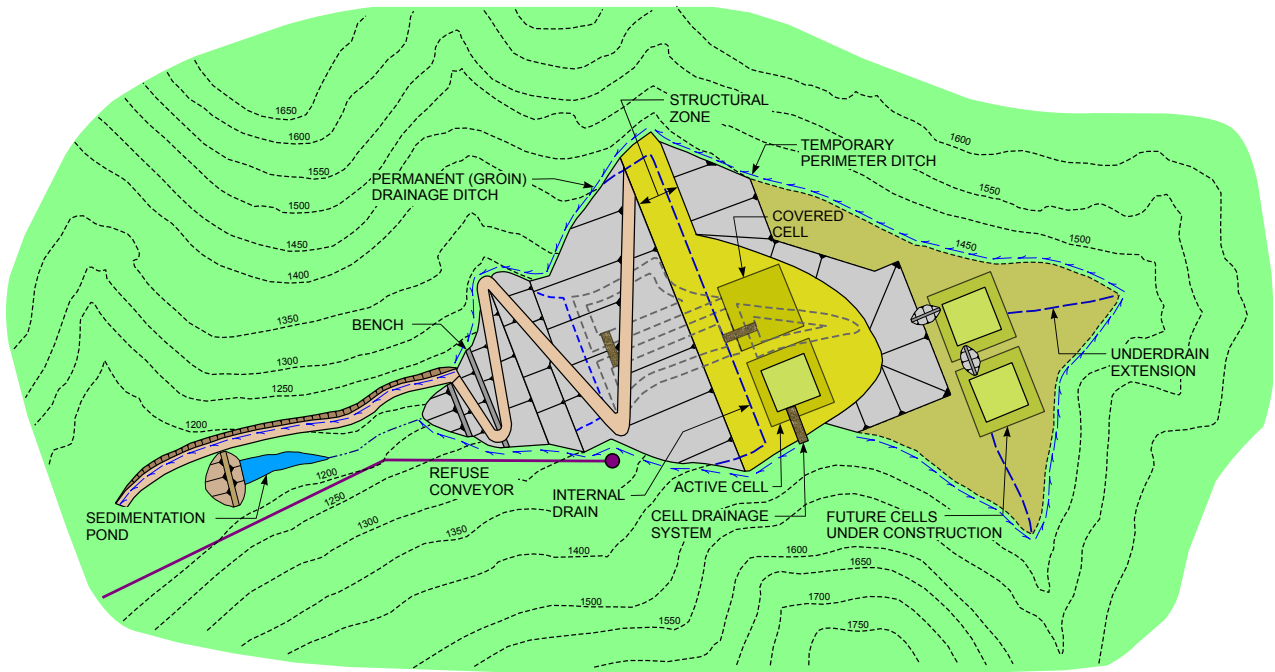 STRUCTURAL
ZONE
TEMPORARY
PERIMETER DITCH
PERMANENT (GROIN)
DRAINAGE DITCH
COVERED
CELL
BENCH
UNDERDRAIN
EXTENSION
REFUSE
CONVEYOR
INTERNAL
DRAIN
ACTIVE CELL
CELL DRAINAGE
SYSTEM
FUTURE CELLS
UNDER CONSTRUCTION
SEDIMENTATION
POND
1650
1600
1550
1500
1450
1400
1350
1300
1250
1200
1600
1550
1500
1450
1200
1250
1300
1350
1400
1500
1550
1600
1650
1700
1750